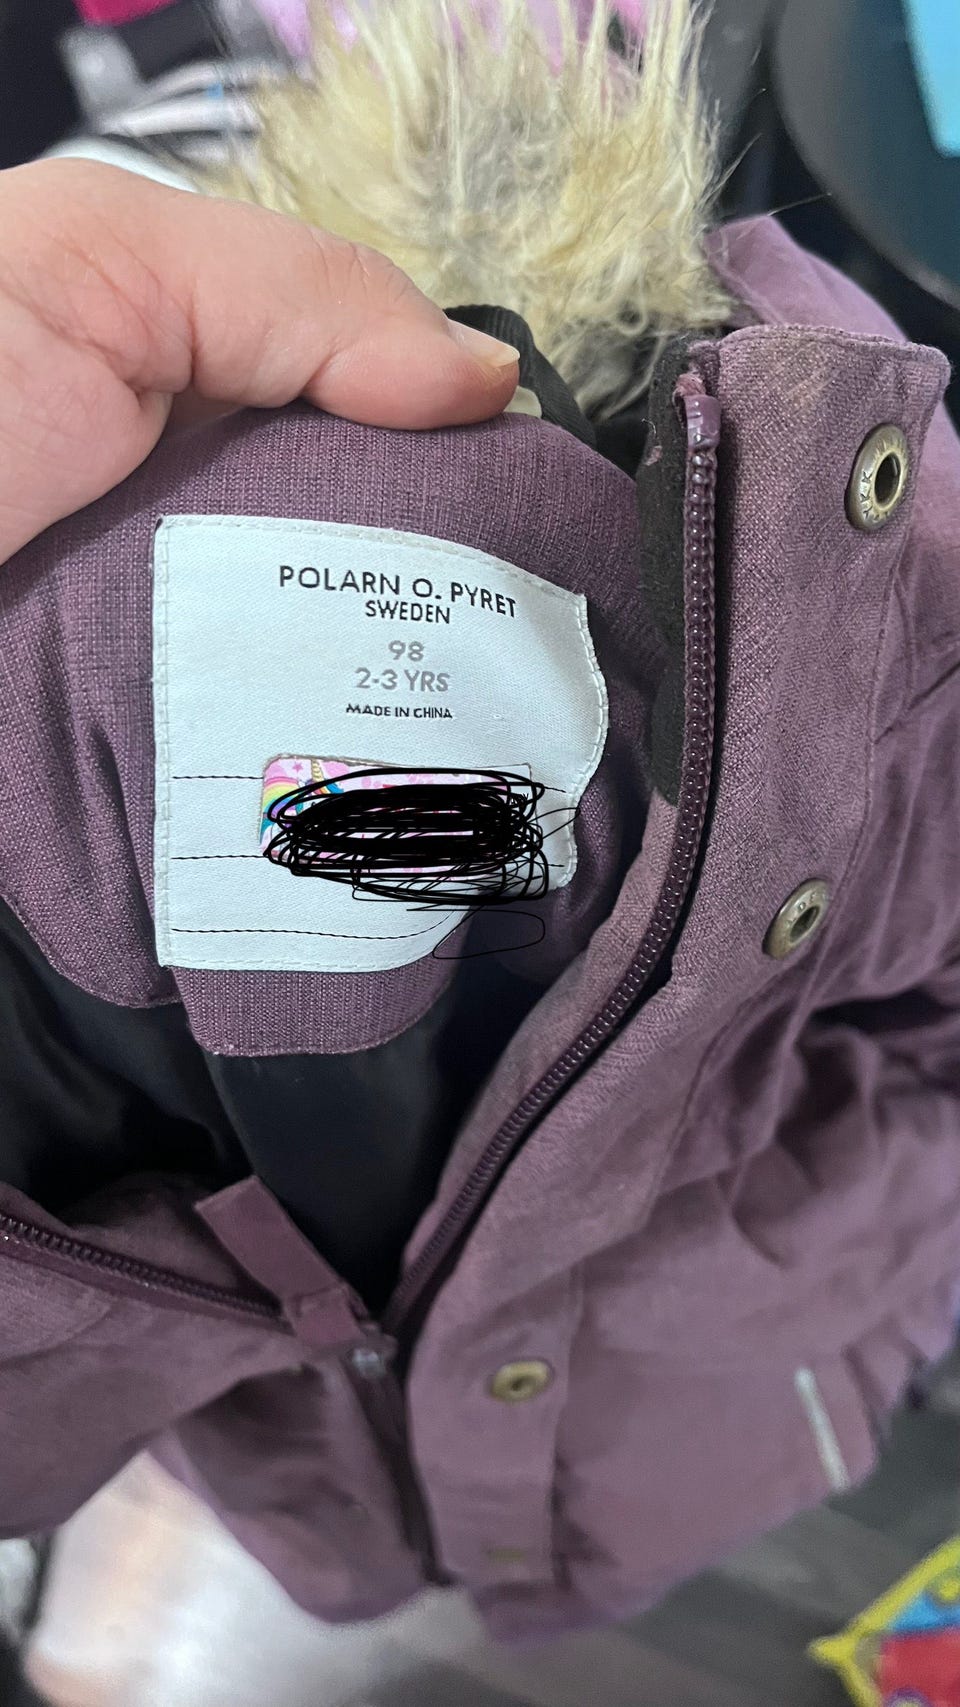 POLARN O. PYRET
SWEDEN
98
2-3 YRS
MADE IN CHINA